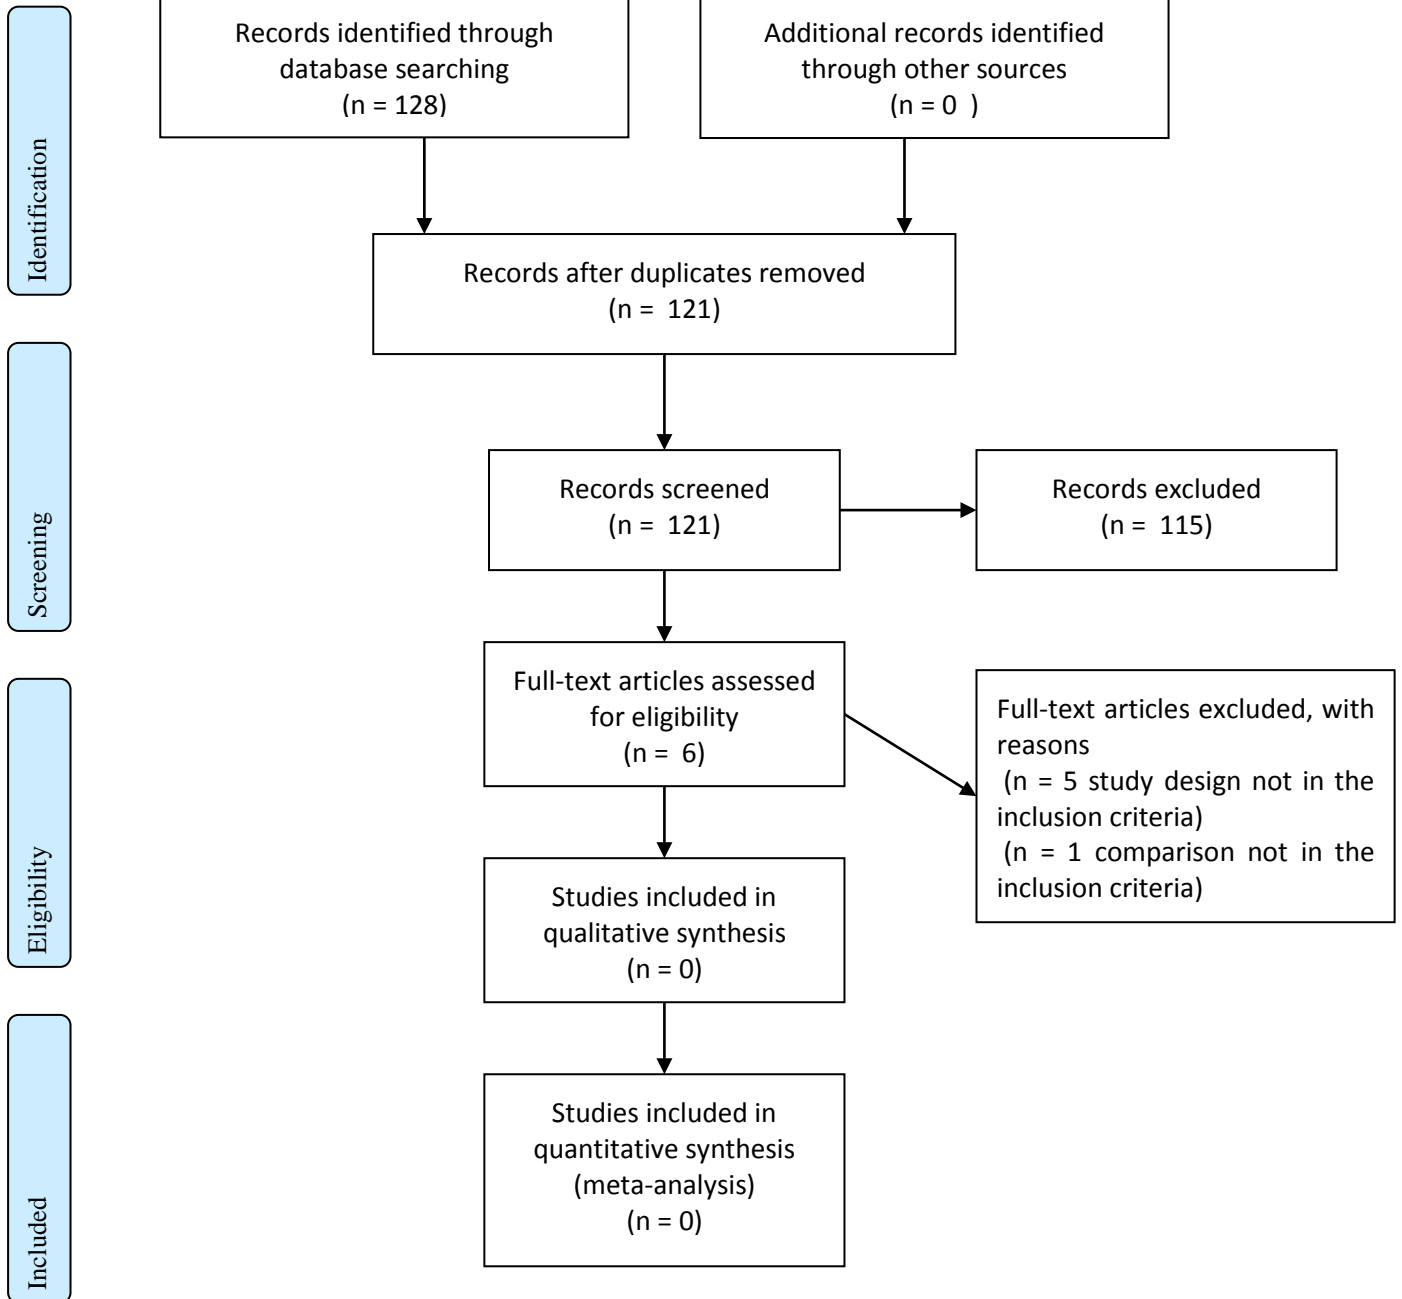 Records identified through
database searching
(n = 128)
Additional records identified
through other sources
(n = 0  )
Identification
Records after duplicates removed
(n =  121)
Screening
Records screened
(n =  121)
Records excluded
(n =  115)
Eligibility
Full-text articles assessed
for eligibility
(n =  6)
Full-text articles excluded, with
reasons
(n = 5 study design not in the
inclusion criteria)
(n = 1 comparison not in the
inclusion criteria)
Studies included in
qualitative synthesis
(n = 0)
Included
Studies included in
quantitative synthesis
(meta-analysis)
(n = 0)